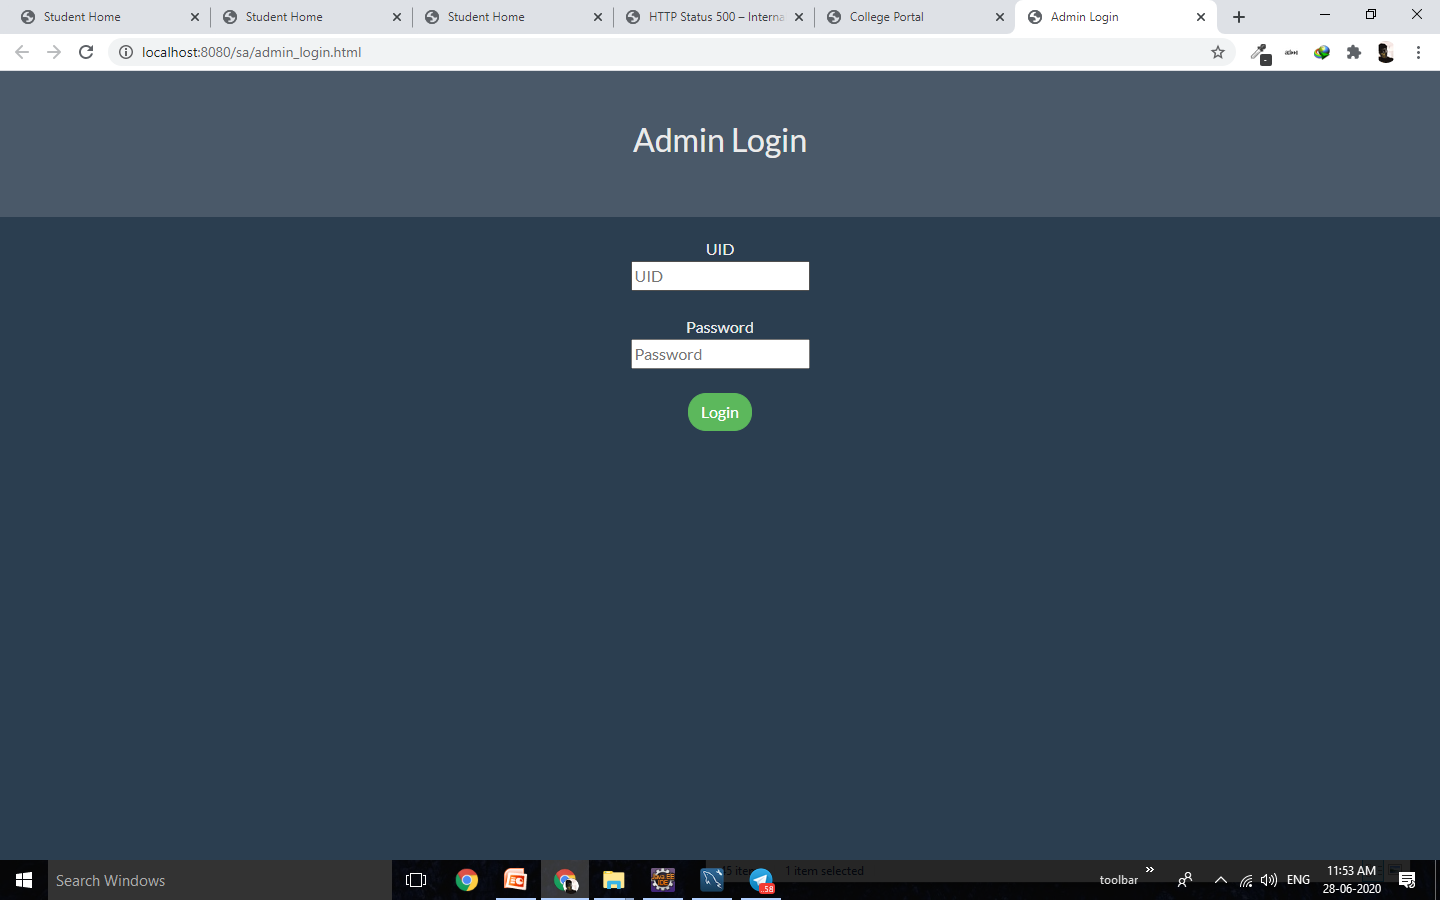 Student Home
Student Home
Student Home
HTTP Status 500 – Interna
College Portal
Admin Login
localhost:8080/sa/admin_login.html
Admin Login
UID
UID
Password
Password
Login
Search Windows
1 item selected
58
toolbar
ENG
11:53 AM
28-06-2020